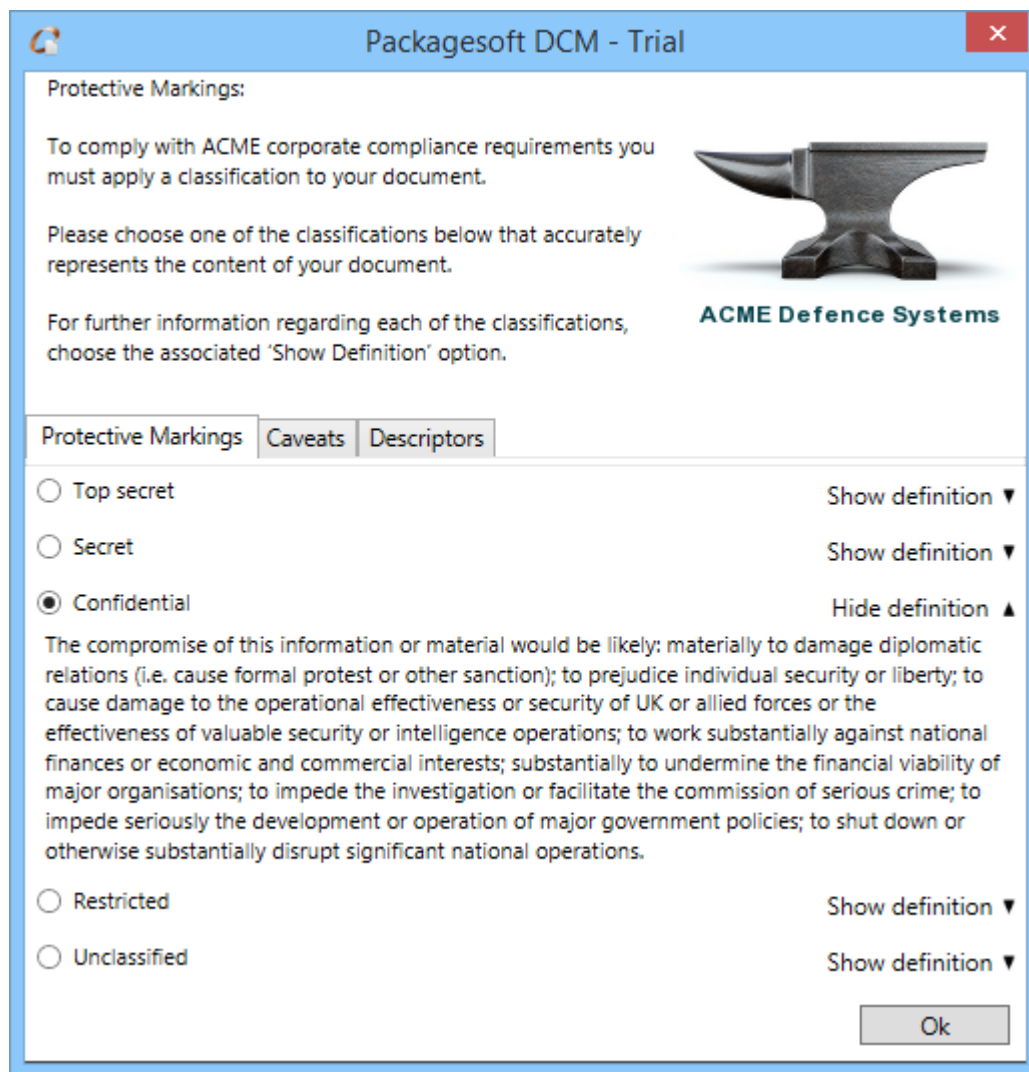 Packagesoft DCM - Trial
Protective Markings:
To comply with ACME corporate compliance requirements you
must apply a classification to your document.
Please choose one of the classifications below that accurately
represents the content of your document.
For further information regarding each of the classifications,
choose the associated ‘Show Definition’ option.
ACME Defence Systems
Protective Markings Caveats Descriptors
Top secret Show definition ▼
Secret Show definition ▼
Confidential Hide definition ▲
The compromise of this information or material would be likely: materially to damage diplomatic
relations (i.e. cause formal protest or other sanction); to prejudice individual security or liberty; to
cause damage to the operational effectiveness or security of UK or allied forces or the
effectiveness of valuable security or intelligence operations; to work substantially against national
finances or economic and commercial interests; substantially to undermine the financial viability of
major organisations; to impede the investigation or facilitate the commission of serious crime; to
impede seriously the development or operation of major government policies; to shut down or
otherwise substantially disrupt significant national operations.
Restricted Show definition ▼
Unclassified Show definition ▼
Ok